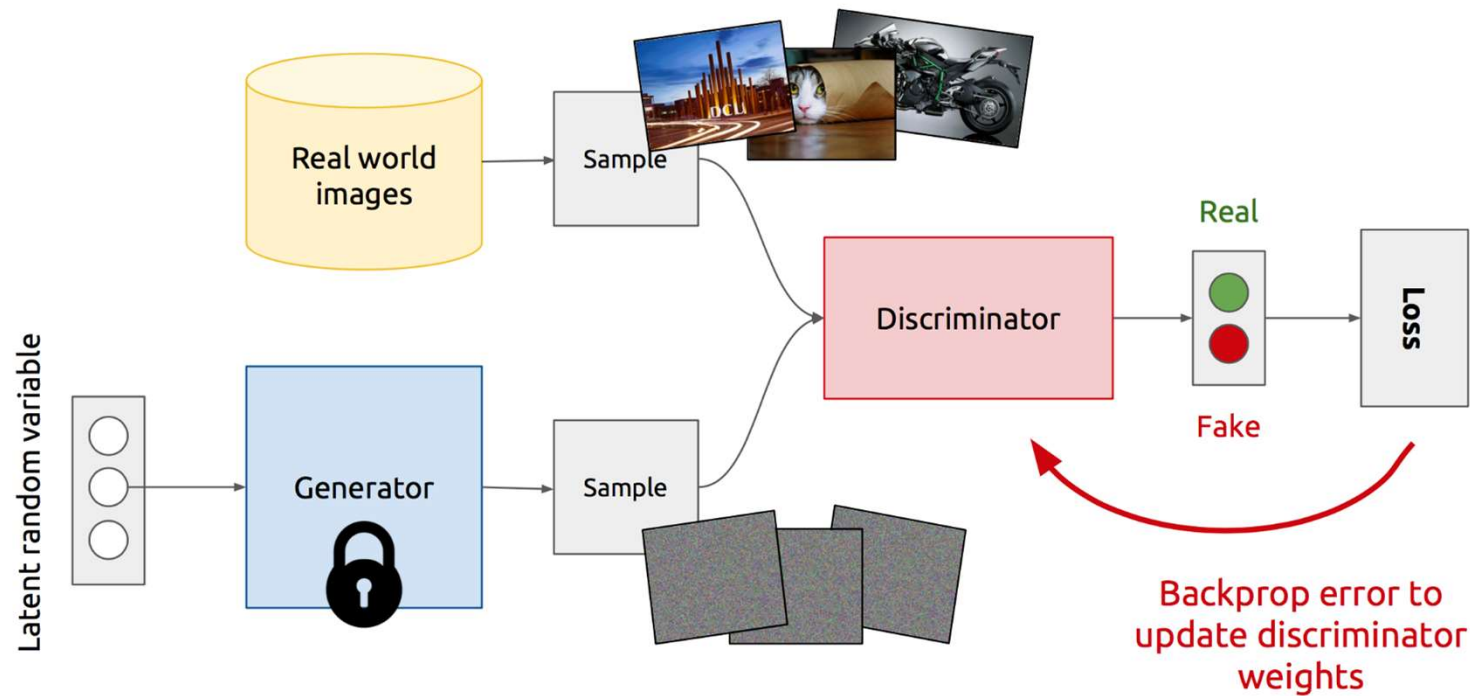 Real world
images
Sample
DCU
Real
Discriminator
Loss
Fake
Latent random variable
Generator
Sample
Backprop error to
update discriminator
weights